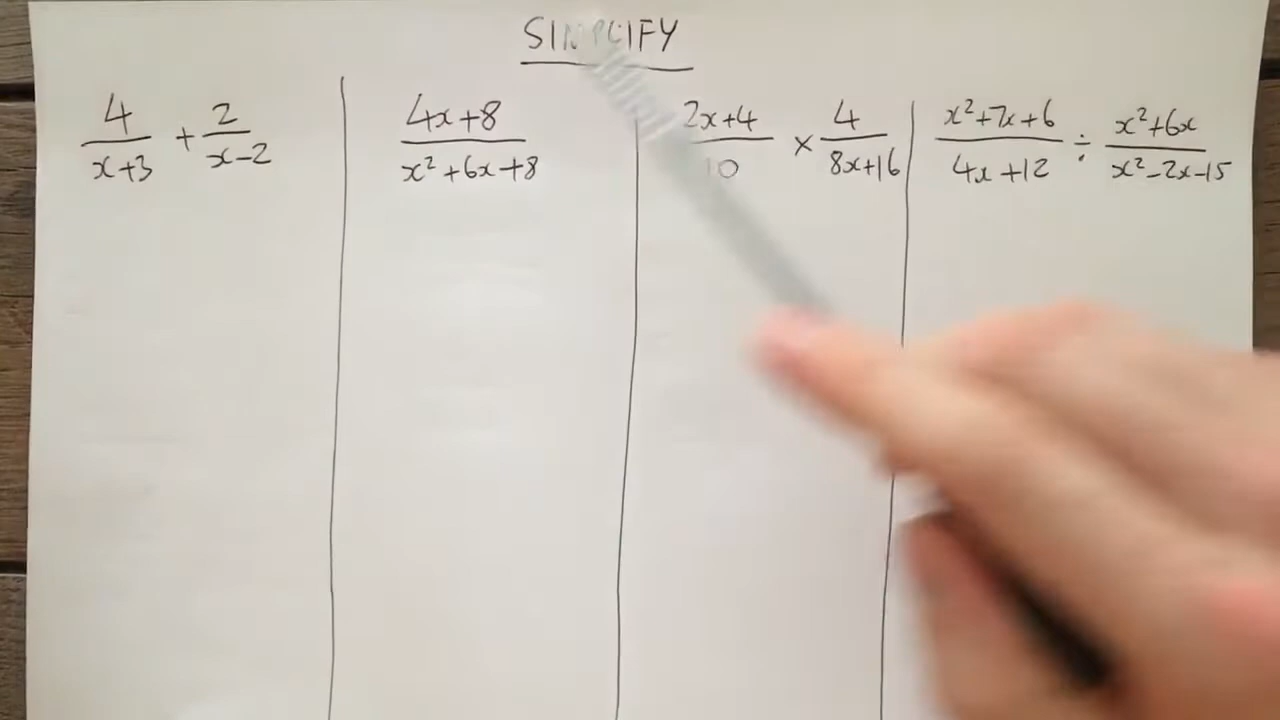 SIMPLIFY
4/(x+3) + 2/(x-2)
(4x+8)/(x²+6x+8)
(2x+4)/10 × 4/(8x+16)
(x²+7x+6)/(4x+12) ÷ (x²+6x)/(x²-2x-15)